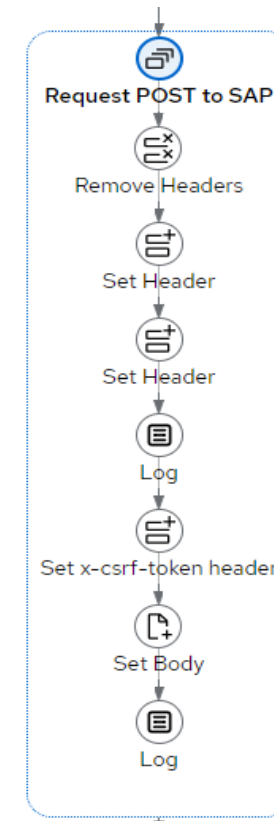 Request POST to SAP
Remove Headers
Set Header
Set Header
Log
Set x-csrf-token header
Set Body
Log